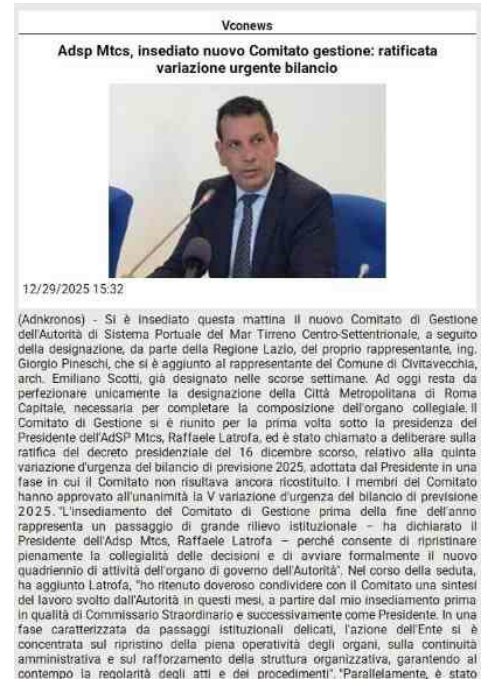 Vconews
Adsp Mtcs, insediato nuovo Comitato gestione: ratificata
variazione urgente bilancio
12/29/2025 15:32
(Adnkronos) - Si è insediato questa mattina il nuovo Comitato di Gestione
dell'Autorità di Sistema Portuale del Mar Tirreno Centro-Settentrionale, a seguito
della designazione, da parte della Regione Lazio, del proprio rappresentante, ing.
Giorgio Pineschi, che si è aggiunto al rappresentante del Comune di Civitavecchia,
arch. Emiliano Scotti, già designato nelle scorse settimane. Ad oggi resta da
perfezionare unicamente la designazione della Città Metropolitana di Roma
Capitale, necessaria per completare la composizione dell'organo collegiale. Il
Comitato di Gestione si è riunito per la prima volta sotto la presidenza del
Presidente dell'AdSP Mtcs, Raffaele Latrofa, ed è stato chiamato a deliberare sulla
ratifica del decreto presidenziale del 16 dicembre scorso, relativo alla quinta
variazione d'urgenza del bilancio di previsione 2025, adottata dal Presidente in una
fase in cui il Comitato non risultava ancora ricostituito. I membri del Comitato
hanno approvato all'unanimità la V variazione d'urgenza del bilancio di previsione
2025. "L'insediamento del Comitato di Gestione prima della fine dell'anno
rappresenta un passaggio di grande rilievo istituzionale – ha dichiarato il
Presidente dell'Adsp Mtcs, Raffaele Latrofa – perché consente di ripristinare
pienamente la collegialità delle decisioni e di avviare formalmente il nuovo
quadriennio di attività dell'organo di governo dell'Autorità". Nel corso della seduta,
ha aggiunto Latrofa, "ho ritenuto doveroso condividere con il Comitato una sintesi
del lavoro svolto dall'Autorità in questi mesi, a partire dal mio insediamento prima
in qualità di Commissario Straordinario e successivamente come Presidente. In una
fase caratterizzata da passaggi istituzionali delicati, l'azione dell'Ente si è
concentrata sul ripristino della piena operatività degli organi, sulla continuità
amministrativa e sul rafforzamento della struttura organizzativa, garantendo al
contempo la regolarità degli atti e dei procedimenti". "Parallelamente, è stato